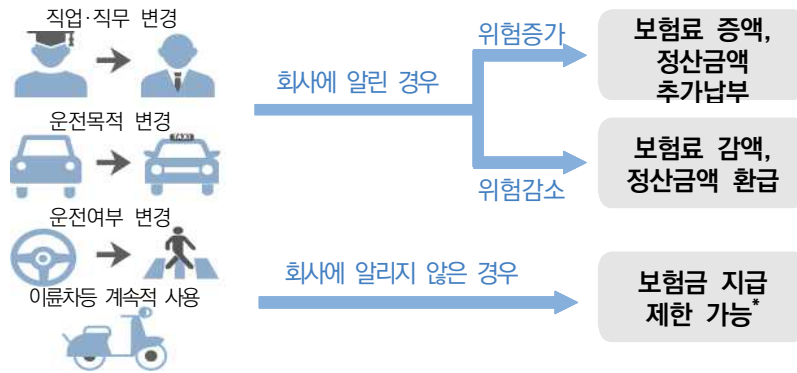 직업·직무 변경
운전목적 변경
TAXI
운전여부 변경
이륜차등 계속적 사용
회사에 알린 경우
위험증가
보험료 증액,
정산금액
추가납부
위험감소
보험료 감액,
정산금액 환급
회사에 알리지 않은 경우
보험금 지급
제한 가능*